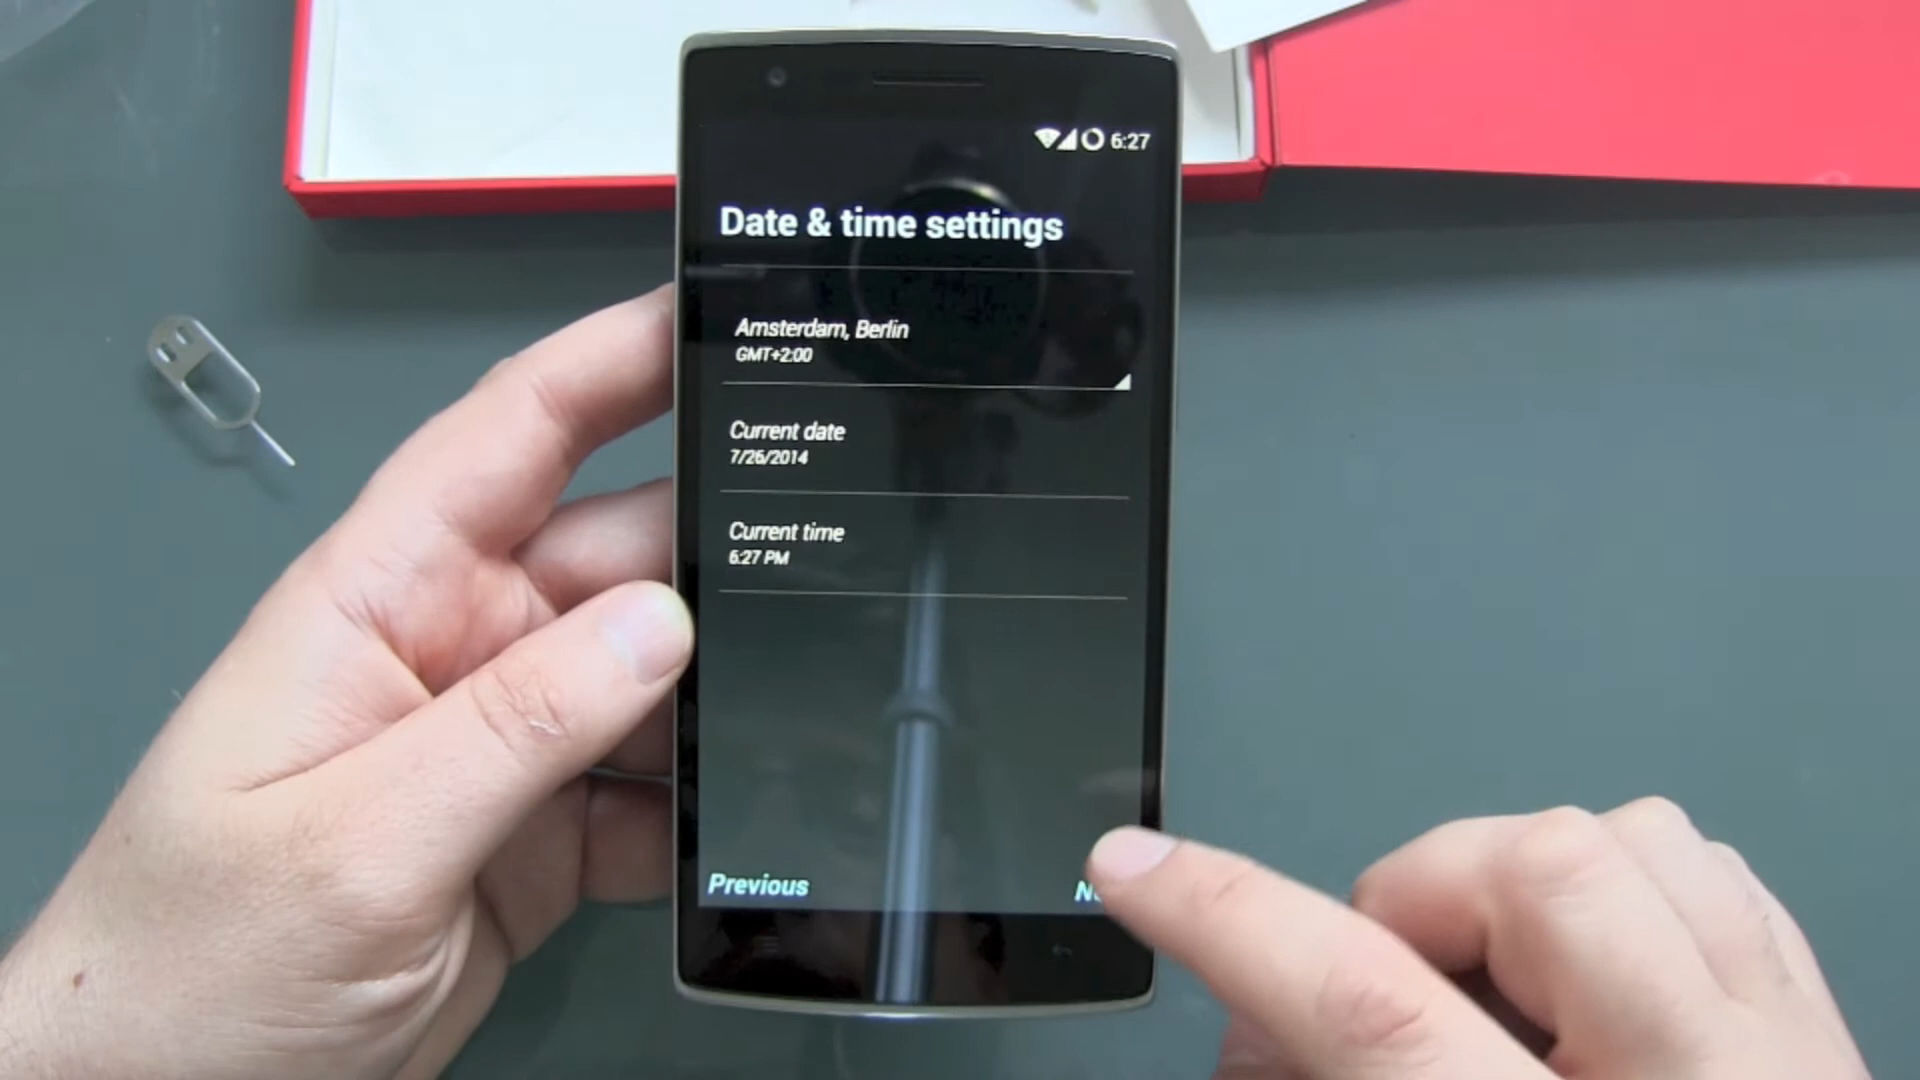 6:27
Date & time settings
Amsterdam, Berlin
GMT+2:00
Current date
7/26/2014
Current time
6:27 PM
Previous